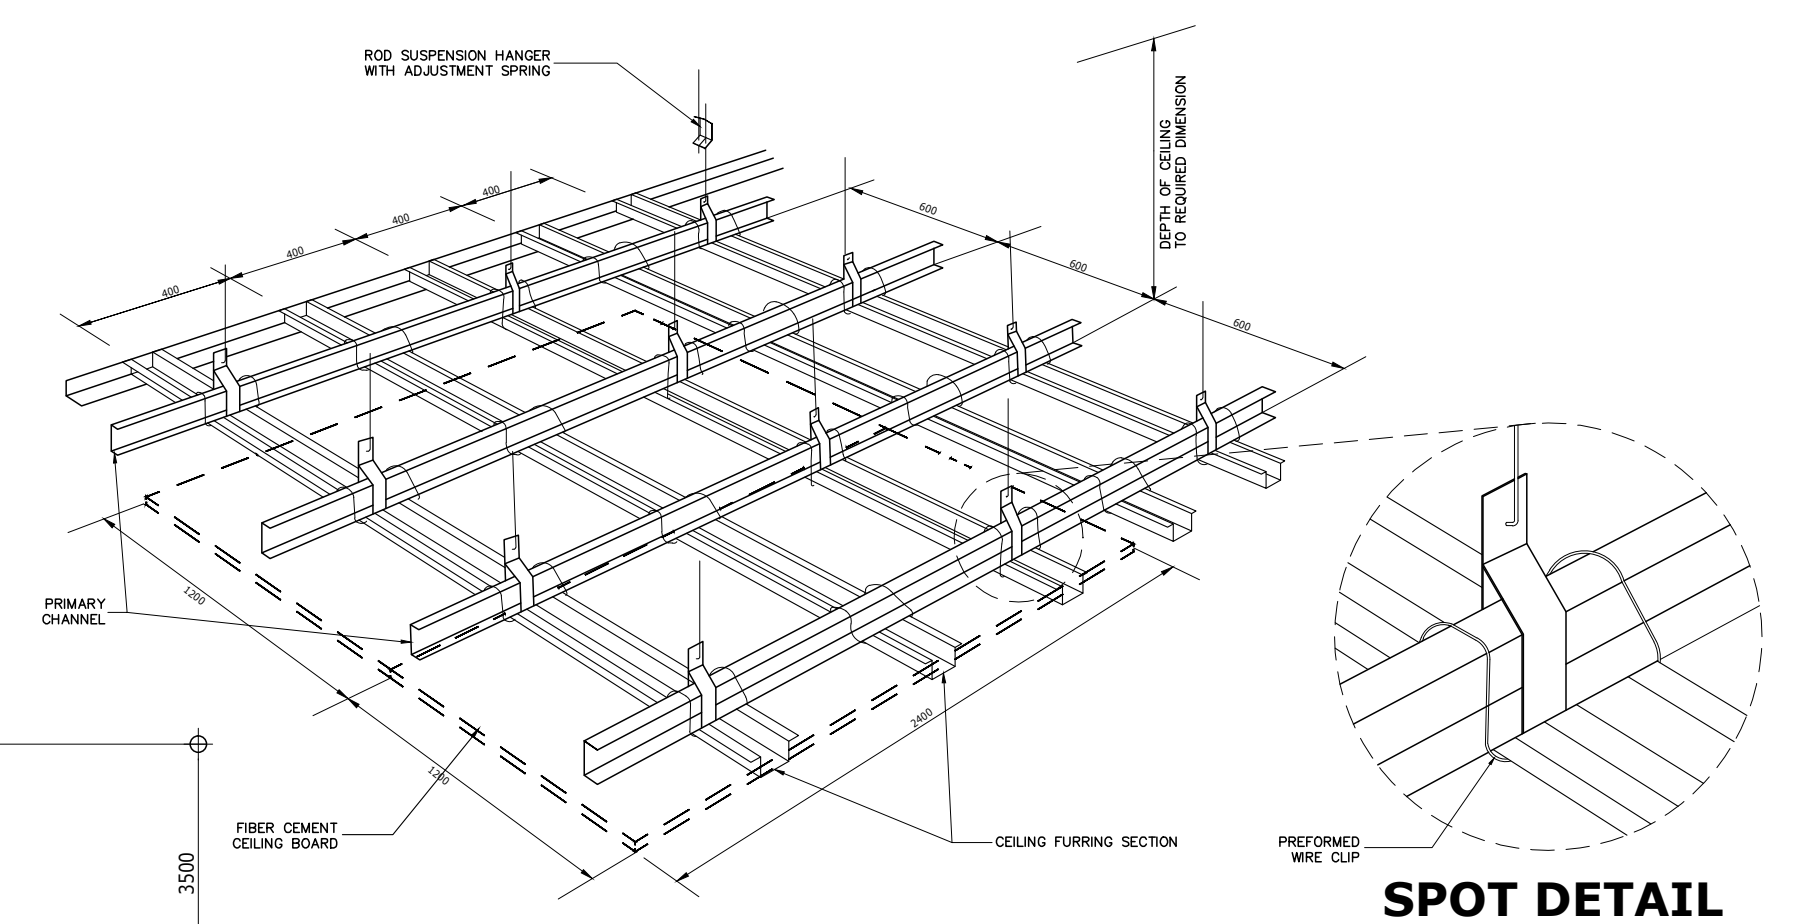 ROD SUSPENSION HANGER
WITH ADJUSTMENT SPRING
DEPTH OF CEILING
TO REQUIRED DIMENSION
400
400
400
400
600
600
600
PRIMARY
CHANNEL
1200
1200
2400
FIBER CEMENT
CEILING BOARD
CEILING FURRING SECTION
PREFORMED
WIRE CLIP
3500
SPOT DETAIL